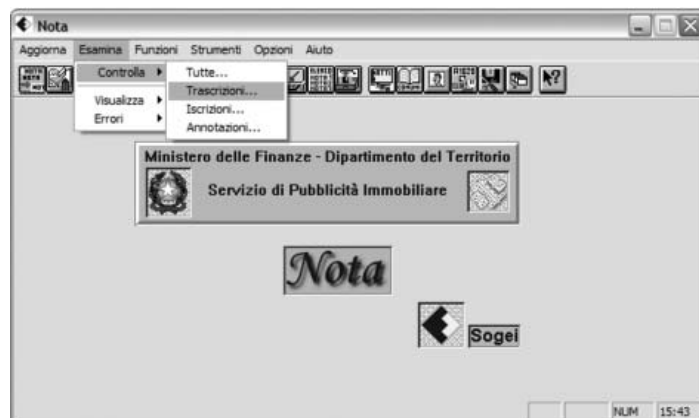 Nota
Aggiorna Esamina Funzioni Strumenti Opzioni Aiuto
Controlla
Visualizza
Errori
Tutte...
Trascrizioni...
Iscrizioni...
Annotazioni...
Ministero delle Finanze - Dipartimento del Territorio
Servizio di Pubblicità Immobiliare
Nota
Sogei
NUM 15:43